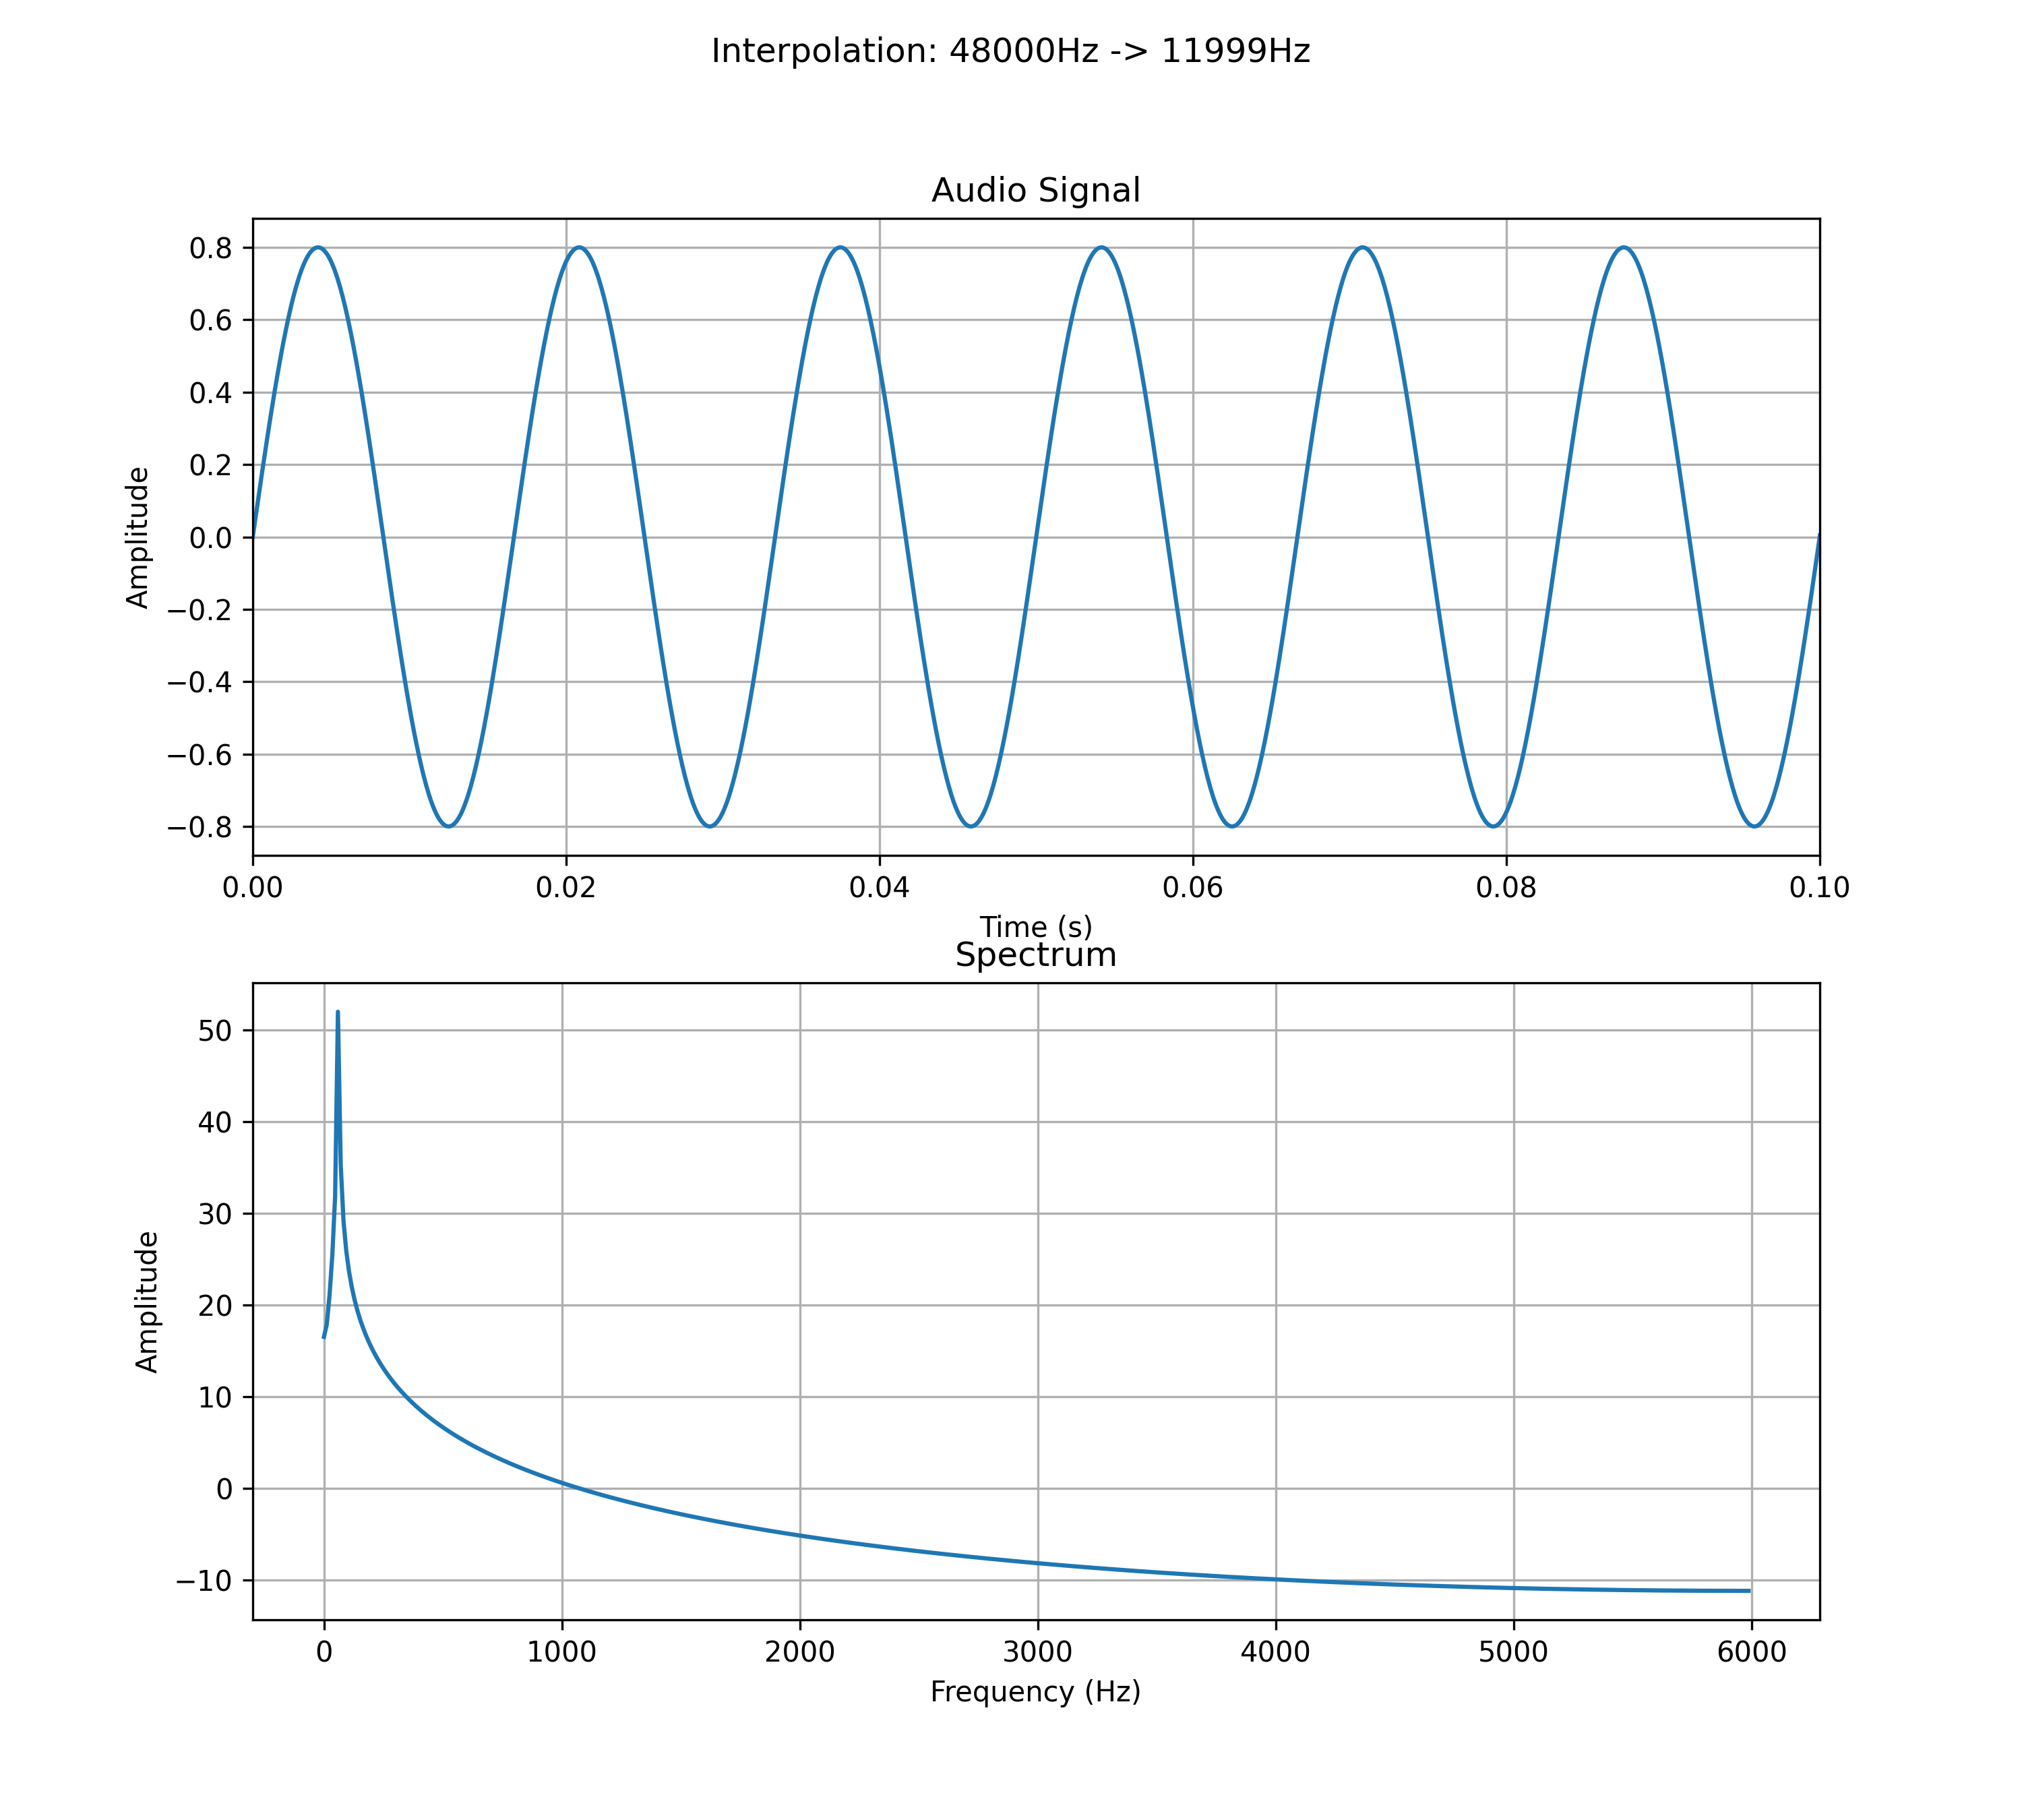 Interpolation: 48000Hz -> 11999Hz
Audio Signal
Amplitude
0.8
0.6
0.4
0.2
0.0
−0.2
−0.4
−0.6
−0.8
0.00 0.02 0.04 0.06 0.08 0.10
Time (s)
Spectrum
Amplitude
50
40
30
20
10
0
−10
0 1000 2000 3000 4000 5000 6000
Frequency (Hz)